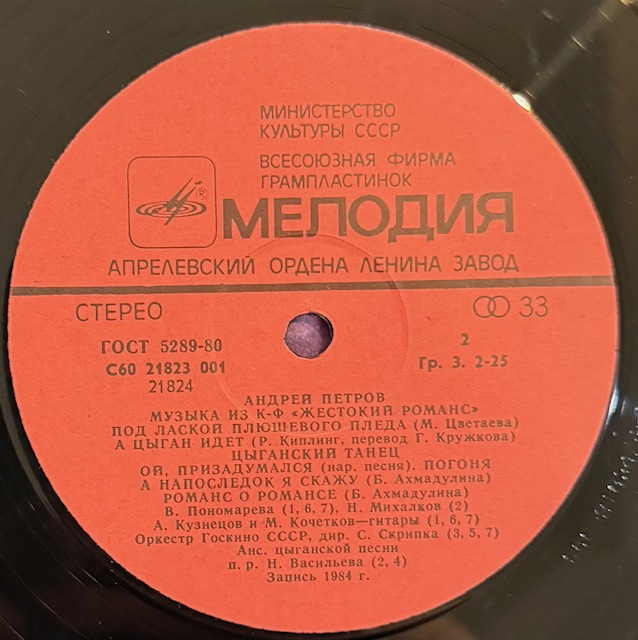 МИНИСТЕРСТВО
КУЛЬТУРЫ СССР
ВСЕСОЮЗНАЯ ФИРМА
ГРАМПЛАСТИНОК
®
МЕЛОДИЯ
АПРЕЛЕВСКИЙ ОРДЕНА ЛЕНИНА ЗАВОД
СТЕРЕО
33
ГОСТ 5289-80
2
С60 21823 001
Гр. 3. 2-25
21824
АНДРЕЙ ПЕТРОВ
МУЗЫКА ИЗ К-Ф «ЖЕСТОКИЙ РОМАНС»
ПОД ЛАСКОЙ ПЛЮШЕВОГО ПЛЕДА (М. Цветаева)
А ЦЫГАН ИДЕТ (Р. Киплинг, перевод Г. Кружкова)
ЦЫГАНСКИЙ ТАНЕЦ
ОЙ, ПРИЗАДУМАЛСЯ (нар. песня). ПОГОНЯ
А НАПОСЛЕДОК Я СКАЖУ (Б. Ахмадулина)
РОМАНС О РОМАНСЕ (Б. Ахмадулина)
В. Пономарева (1, 6, 7), Н. Михалков (2)
А. Кузнецов и М. Кочетков—гитары (1, 6, 7)
Оркестр Госкино СССР, дир. С. Скрипка (3, 5, 7)
Анс. цыганской песни
п. р. Н. Васильева (2, 4)
Запись 1984 г.